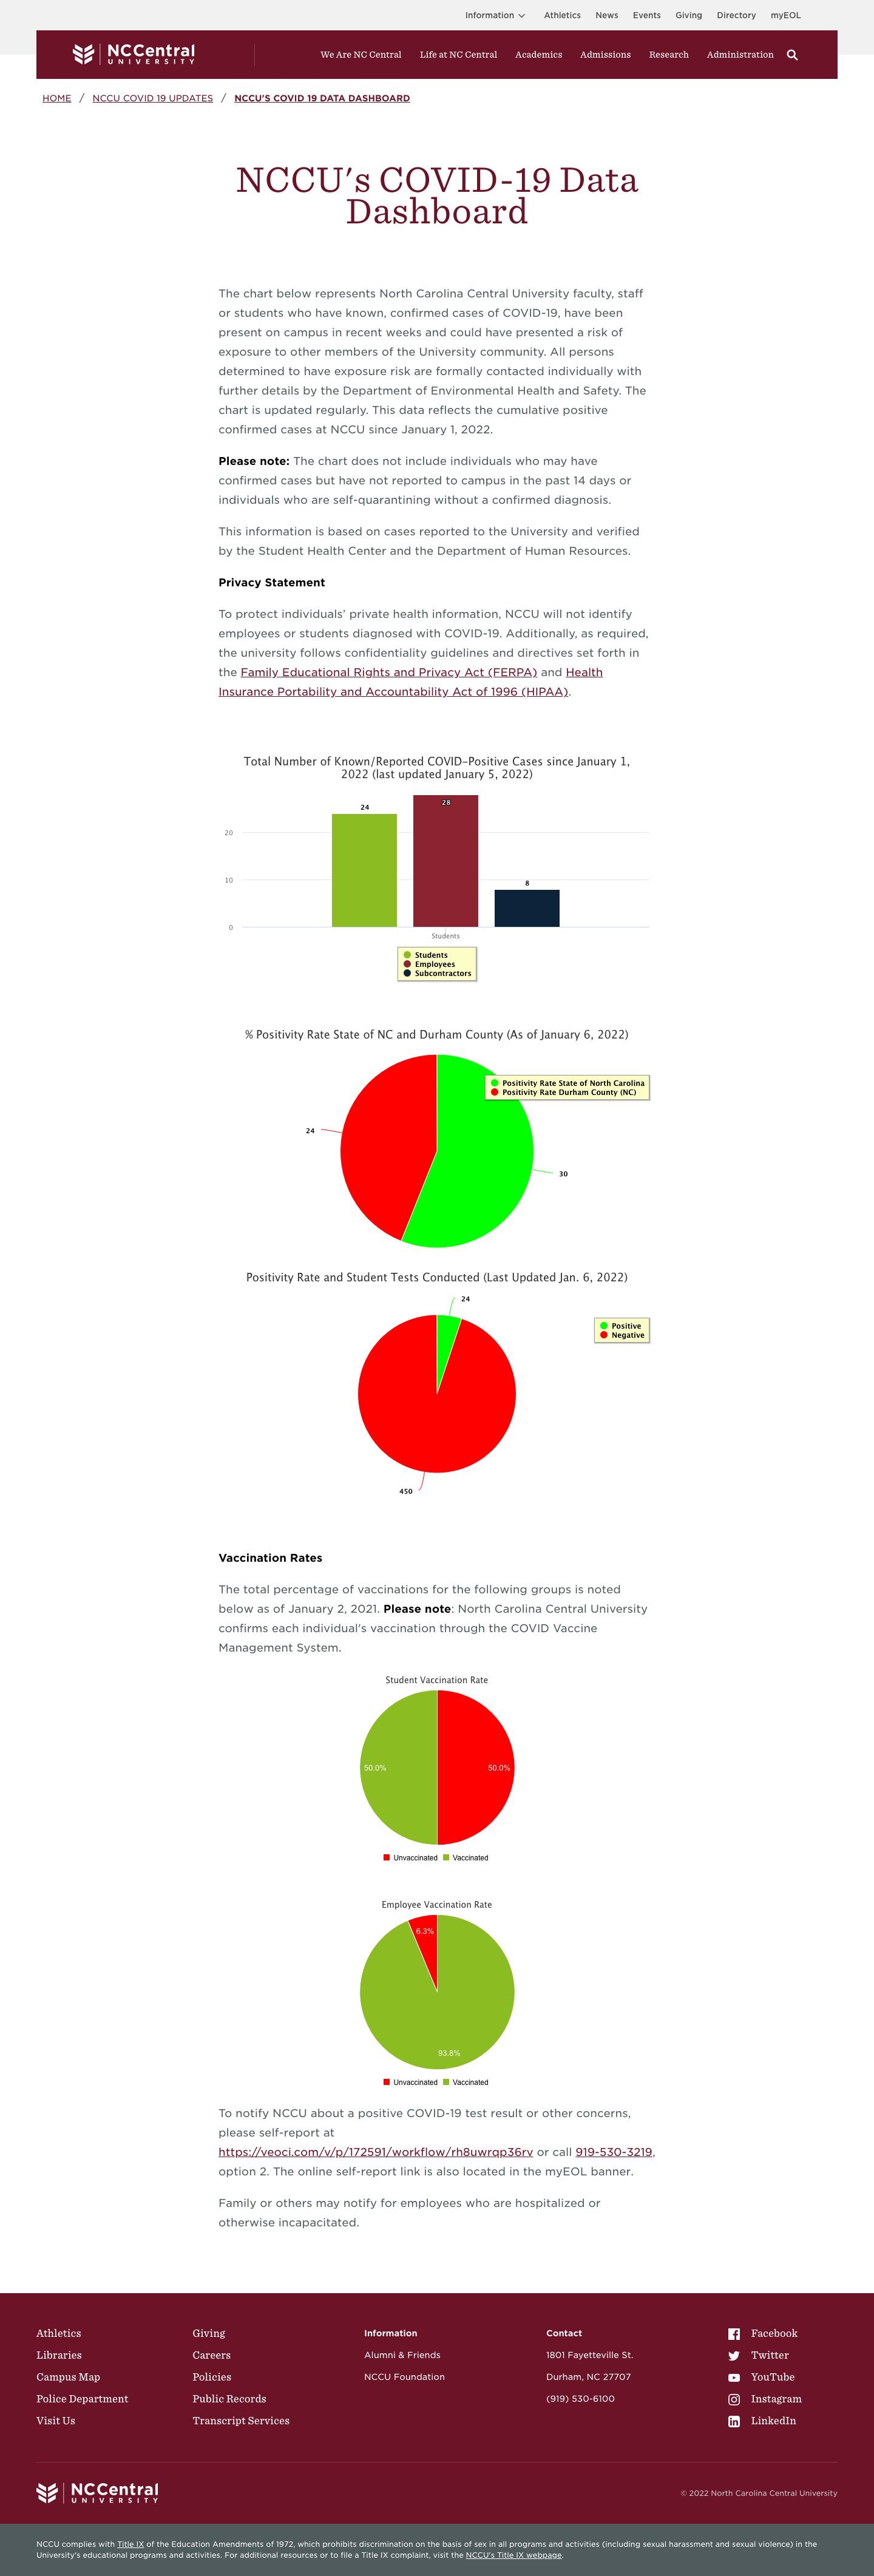 Information Athletics News Events Giving Directory myEOL
NCCentral
UNIVERSITY
We Are NC Central Life at NC Central Academics Admissions Research Administration
HOME / NCCU COVID 19 UPDATES / NCCU'S COVID 19 DATA DASHBOARD
NCCU's COVID-19 Data
Dashboard
The chart below represents North Carolina Central University faculty, staff
or students who have known, confirmed cases of COVID-19, have been
present on campus in recent weeks and could have presented a risk of
exposure to other members of the University community. All persons
determined to have exposure risk are formally contacted individually with
further details by the Department of Environmental Health and Safety. The
chart is updated regularly. This data reflects the cumulative positive
confirmed cases at NCCU since January 1, 2022.
Please note: The chart does not include individuals who may have
confirmed cases but have not reported to campus in the past 14 days or
individuals who are self-quarantining without a confirmed diagnosis.
This information is based on cases reported to the University and verified
by the Student Health Center and the Department of Human Resources.
Privacy Statement
To protect individuals’ private health information, NCCU will not identify
employees or students diagnosed with COVID-19. Additionally, as required,
the university follows confidentiality guidelines and directives set forth in
the Family Educational Rights and Privacy Act (FERPA) and Health
Insurance Portability and Accountability Act of 1996 (HIPAA).
Total Number of Known/Reported COVID-Positive Cases since January 1,
2022 (last updated January 5, 2022)
28
24
20
10
8
0
Students
Students
Employees
Subcontractors
% Positivity Rate State of NC and Durham County (As of January 6, 2022)
Positivity Rate State of North Carolina
Positivity Rate Durham County (NC)
24
30
Positivity Rate and Student Tests Conducted (Last Updated Jan. 6, 2022)
24
Positive
Negative
450
Vaccination Rates
The total percentage of vaccinations for the following groups is noted
below as of January 2, 2021. Please note: North Carolina Central University
confirms each individual's vaccination through the COVID Vaccine
Management System.
Student Vaccination Rate
50.0% 50.0%
Unvaccinated Vaccinated
Employee Vaccination Rate
6.3%
93.8%
Unvaccinated Vaccinated
To notify NCCU about a positive COVID-19 test result or other concerns,
please self-report at
https://veoci.com/v/p/172591/workflow/rh8uwrqp36rv or call 919-530-3219,
option 2. The online self-report link is also located in the myEOL banner.
Family or others may notify for employees who are hospitalized or
otherwise incapacitated.
Athletics Giving Information Contact Facebook
Libraries Careers Alumni & Friends 1801 Fayetteville St. Twitter
Campus Map Policies NCCU Foundation Durham, NC 27707 YouTube
Police Department Public Records (919) 530-6100 Instagram
Visit Us Transcript Services LinkedIn
NCCentral
UNIVERSITY
© 2022 North Carolina Central University
NCCU complies with Title IX of the Education Amendments of 1972, which prohibits discrimination on the basis of sex in all programs and activities (including sexual harassment and sexual violence) in the
University's educational programs and activities. For additional resources or to file a Title IX complaint, visit the NCCU's Title IX webpage.